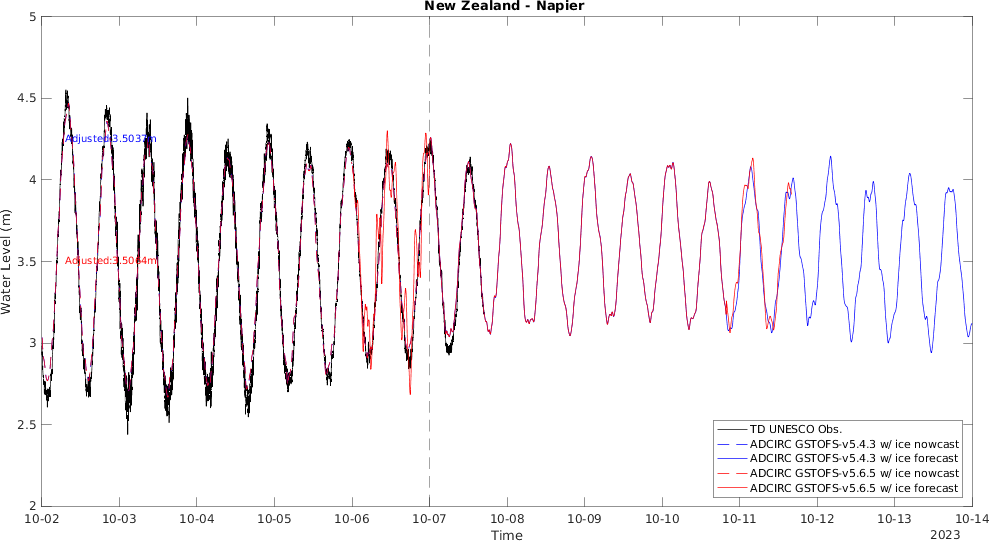 New Zealand - Napier
Water Level (m)
5
4.5
4
3.5
3
2.5
2
Adjusted:3.5037m
Adjusted:3.5064m
TD UNESCO Obs.
ADCIRC GSTOFS-v5.4.3 w/ ice nowcast
ADCIRC GSTOFS-v5.4.3 w/ ice forecast
ADCIRC GSTOFS-v5.6.5 w/ ice nowcast
ADCIRC GSTOFS-v5.6.5 w/ ice forecast
10-02 10-03 10-04 10-05 10-06 10-07 10-08 10-09 10-10 10-11 10-12 10-13 10-14
Time
2023